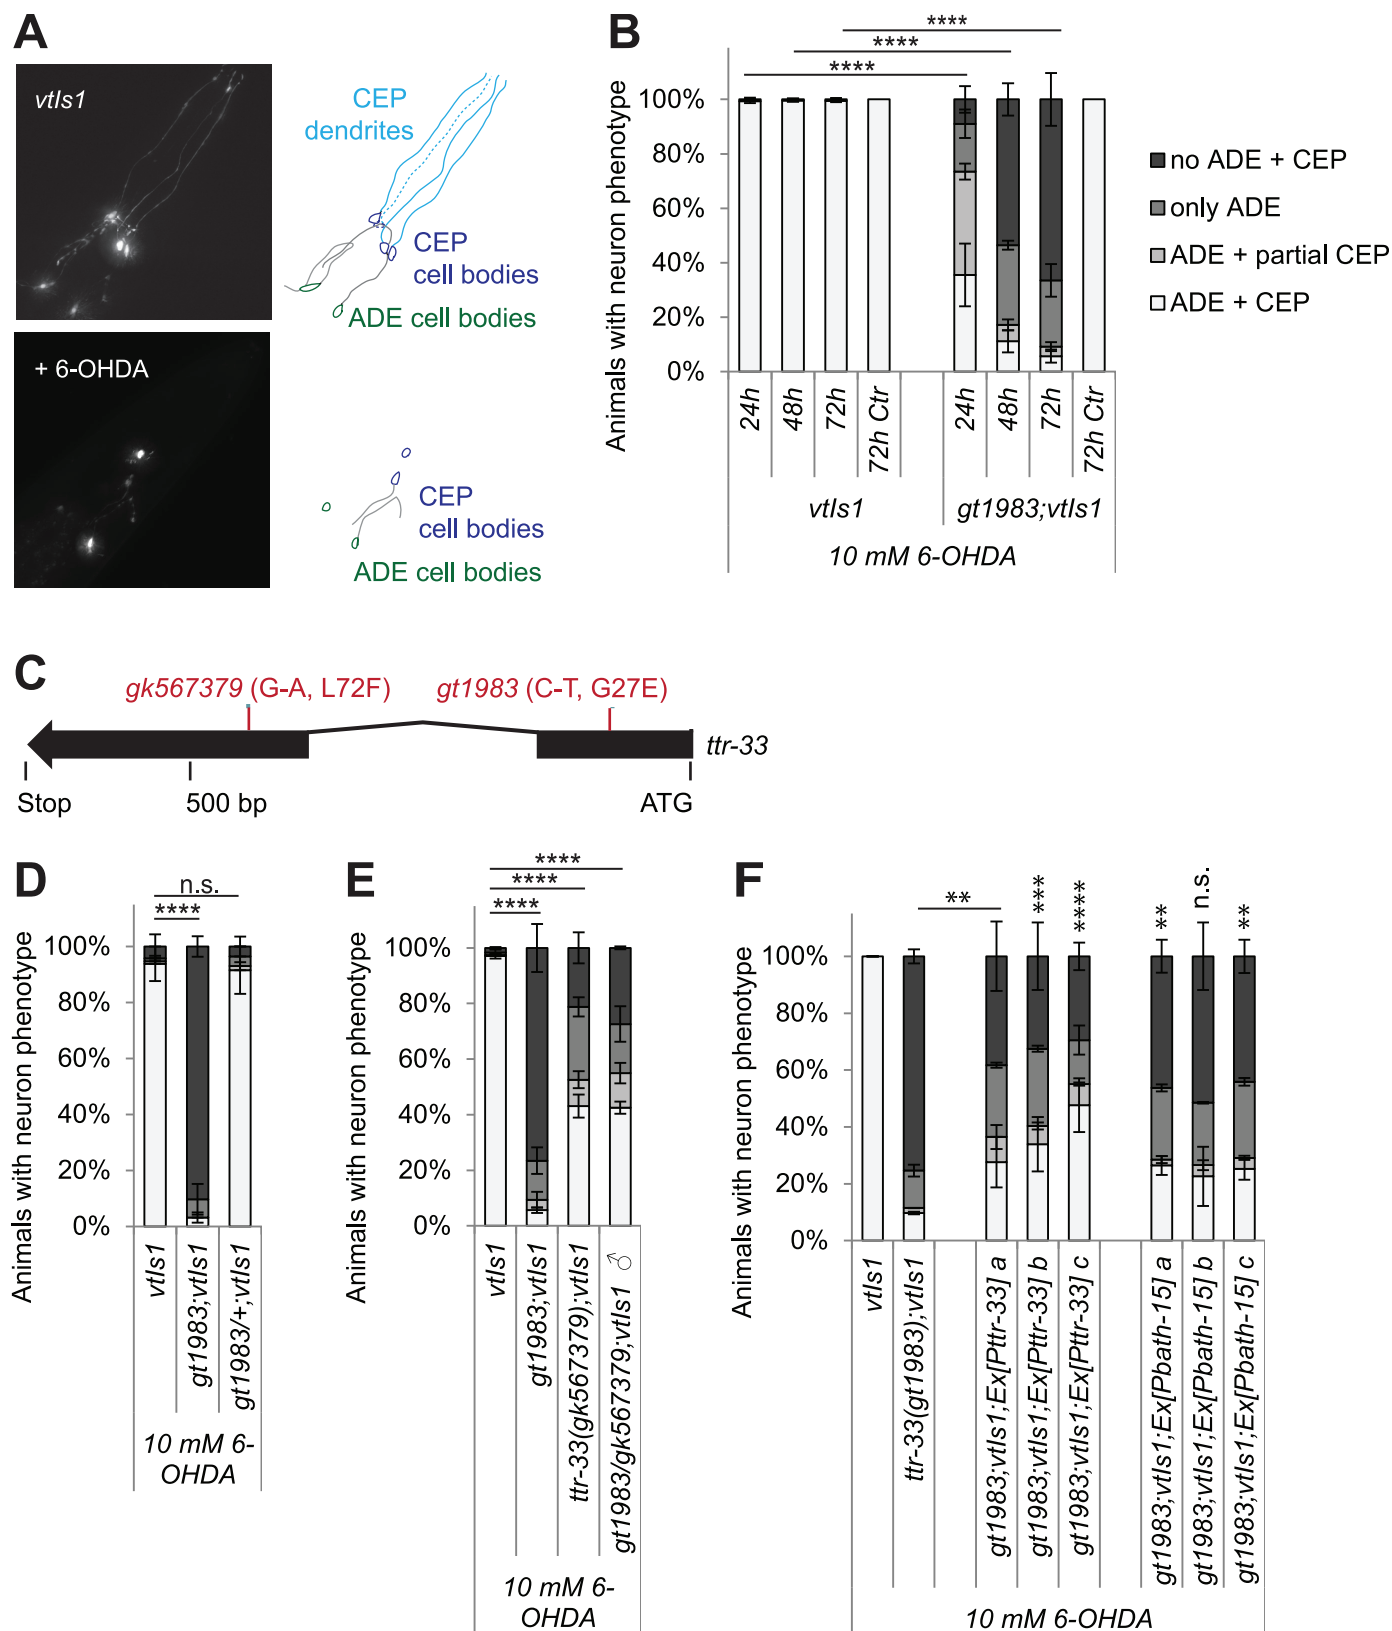 A
vtIs1
CEP
dendrites
CEP
cell bodies
ADE cell bodies
+ 6-OHDA
CEP
cell bodies
ADE cell bodies
B
****
****
****
Animals with neuron phenotype
100%
80%
60%
40%
20%
0%
24h
48h
72h
72h Ctr
24h
48h
72h
72h Ctr
vtIs1
gt1983;vtIs1
10 mM 6-OHDA
no ADE + CEP
only ADE
ADE + partial CEP
ADE + CEP
C
gk567379 (G-A, L72F)
gt1983 (C-T, G27E)
ttr-33
Stop
500 bp
ATG
D
n.s.
****
Animals with neuron phenotype
100%
80%
60%
40%
20%
0%
vtIs1
gt1983;vtIs1
gt1983/+;vtIs1
10 mM 6-
OHDA
E
****
****
****
Animals with neuron phenotype
100%
80%
60%
40%
20%
0%
vtIs1
gt1983;vtIs1
ttr-33(gk567379);vtIs1
gt1983/gk567379;vtIs1 ♂
10 mM 6-
OHDA
F
**
***
****
**
n.s.
**
Animals with neuron phenotype
100%
80%
60%
40%
20%
0%
vtIs1
ttr-33(gt1983);vtIs1
gt1983;vtIs1;Ex[Pttr-33] a
gt1983;vtIs1;Ex[Pttr-33] b
gt1983;vtIs1;Ex[Pttr-33] c
gt1983;vtIs1;Ex[Pbath-15] a
gt1983;vtIs1;Ex[Pbath-15] b
gt1983;vtIs1;Ex[Pbath-15] c
10 mM 6-OHDA